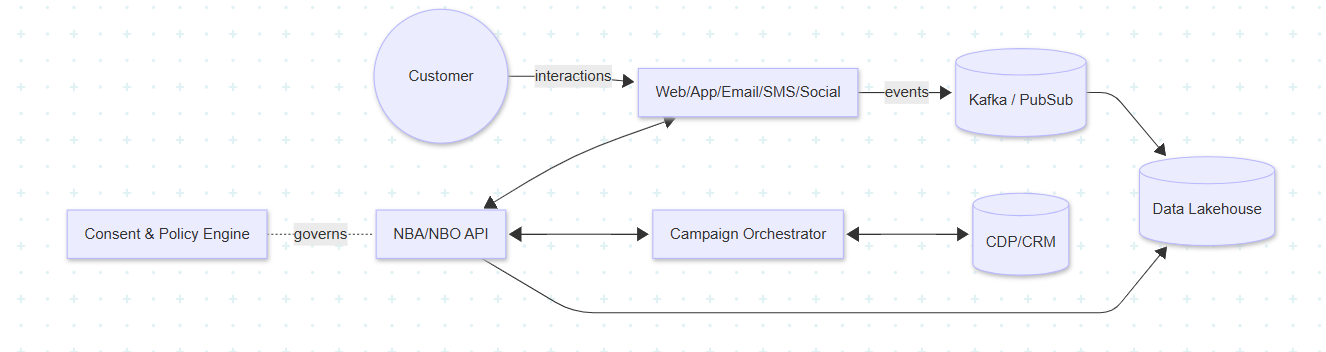 Customer
interactions
Web/App/Email/SMS/Social
events
Kafka / PubSub
Data Lakehouse
Consent & Policy Engine
governs
NBA/NBO API
Campaign Orchestrator
CDP/CRM